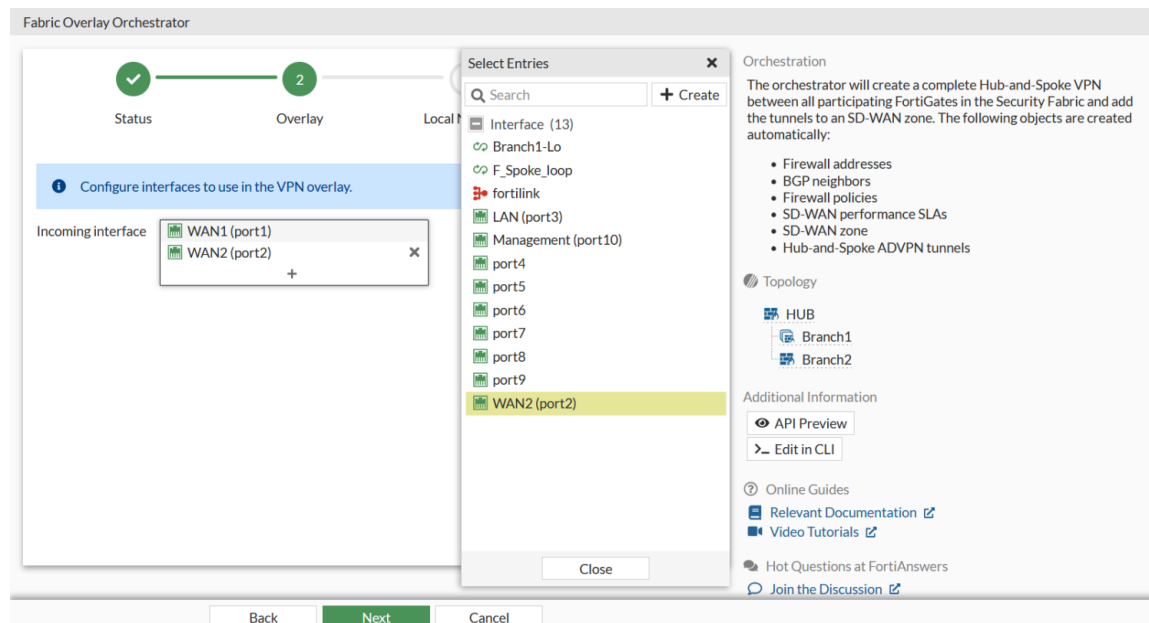 Fabric Overlay Orchestrator
2
Status
Overlay
Local N
Configure interfaces to use in the VPN overlay.
Incoming interface
WAN1 (port1)
WAN2 (port2)
+
Select Entries
Search
+ Create
Interface (13)
Branch1-Lo
F_Spoke_loop
fortilink
LAN (port3)
Management (port10)
port4
port5
port6
port7
port8
port9
WAN2 (port2)
Close
Orchestration
The orchestrator will create a complete Hub-and-Spoke VPN
between all participating FortiGates in the Security Fabric and add
the tunnels to an SD-WAN zone. The following objects are created
automatically:
• Firewall addresses
• BGP neighbors
• Firewall policies
• SD-WAN performance SLAs
• SD-WAN zone
• Hub-and-Spoke ADVPN tunnels
Topology
HUB
Branch1
Branch2
Additional Information
API Preview
>_ Edit in CLI
Online Guides
Relevant Documentation
Video Tutorials
Hot Questions at FortiAnswers
Join the Discussion
Back
Next
Cancel